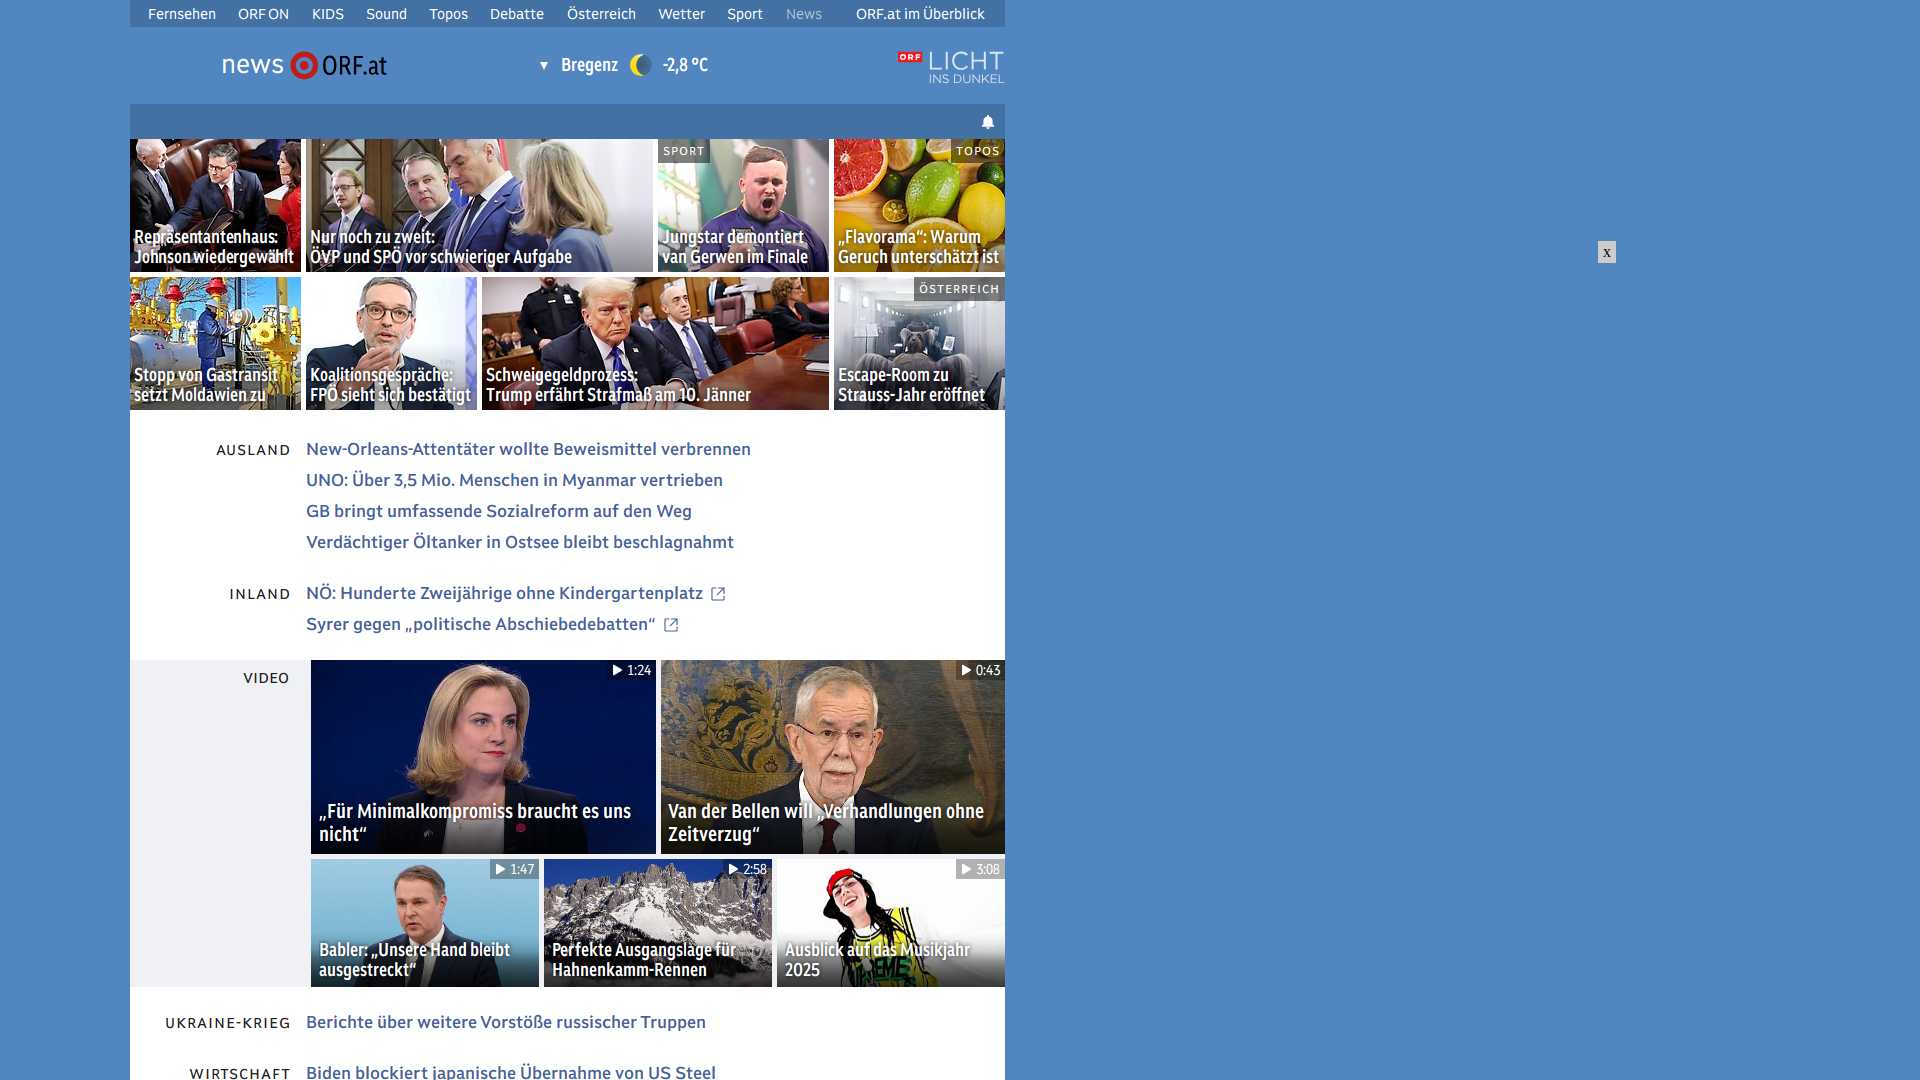 Fernsehen ORF ON KIDS Sound Topos Debatte Österreich Wetter Sport News ORF.at im Überblick
news ORF.at
▼ Bregenz -2,8 °C
ORF LICHT
INS DUNKEL
Repräsentantenhaus:
Johnson wiedergewählt
Nur noch zu zweit:
ÖVP und SPÖ vor schwieriger Aufgabe
SPORT
Jungstar demontiert
van Gerwen im Finale
TOPOS
„Flavorama“: Warum
Geruch unterschätzt ist
x
Stopp von Gastransit
setzt Moldawien zu
Koalitionsgespräche:
FPÖ sieht sich bestätigt
Schweigegeldprozess:
Trump erfährt Strafmaß am 10. Jänner
ÖSTERREICH
Escape-Room zu
Strauss-Jahr eröffnet
AUSLAND
New-Orleans-Attentäter wollte Beweismittel verbrennen
UNO: Über 3,5 Mio. Menschen in Myanmar vertrieben
GB bringt umfassende Sozialreform auf den Weg
Verdächtiger Öltanker in Ostsee bleibt beschlagnahmt
INLAND
NÖ: Hunderte Zweijährige ohne Kindergartenplatz
Syrer gegen „politische Abschiebedebatten“
VIDEO
1:24
„Für Minimalkompromiss braucht es uns
nicht“
0:43
Van der Bellen will „Verhandlungen ohne
Zeitverzug“
1:47
Babler: „Unsere Hand bleibt
ausgestreckt“
2:58
Perfekte Ausgangslage für
Hahnenkamm-Rennen
3:08
Ausblick auf das Musikjahr
2025
UKRAINE-KRIEG
Berichte über weitere Vorstöße russischer Truppen
WIRTSCHAFT
Biden blockiert japanische Übernahme von US Steel